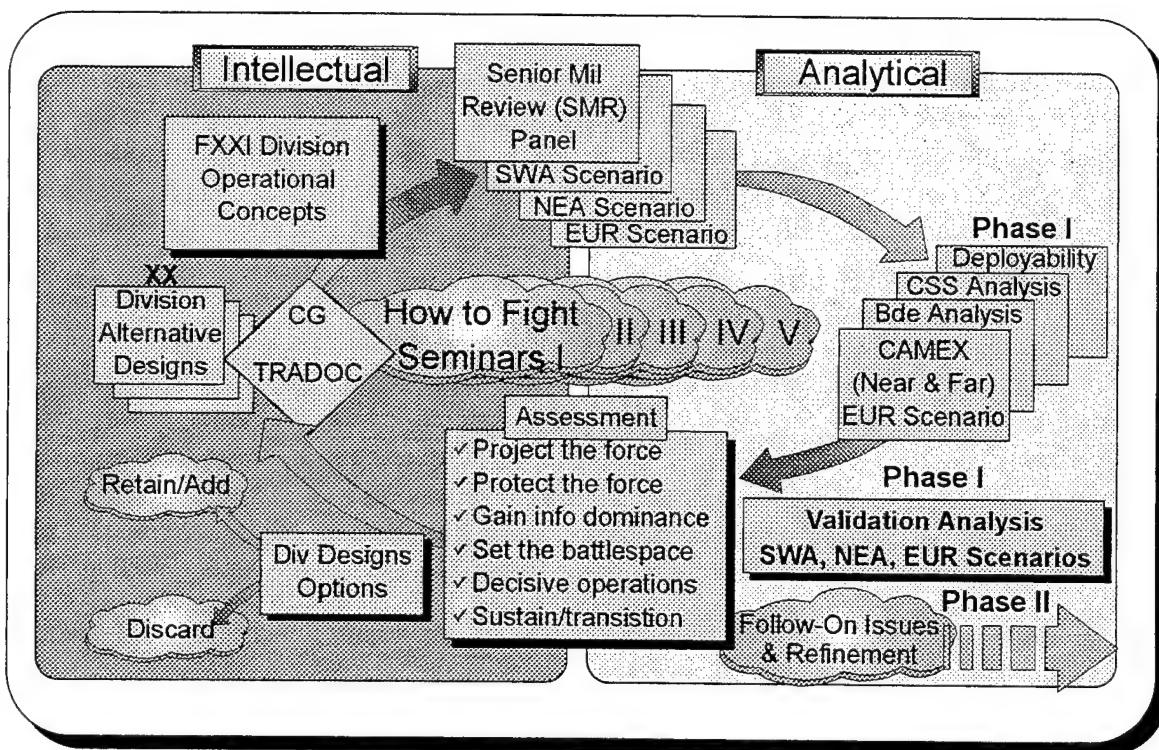 Intellectual
Analytical
Senior Mil
Review (SMR)
Panel
SWA Scenario
NEA Scenario
EUR Scenario
FXXI Division
Operational
Concepts
XX
Division
Alternative
Designs
CG
TRADOC
How to Fight
Seminars I
II
III
IV
V
Phase I
Deployability
CSS Analysis
Bde Analysis
CAMEX
(Near & Far)
EUR Scenario
Assessment
✓ Project the force
✓ Protect the force
✓ Gain info dominance
✓ Set the battlespace
✓ Decisive operations
✓ Sustain/transistion
Retain/Add
Div Designs
Options
Discard
Phase I
Validation Analysis
SWA, NEA, EUR Scenarios
Phase II
Follow-On Issues
& Refinement